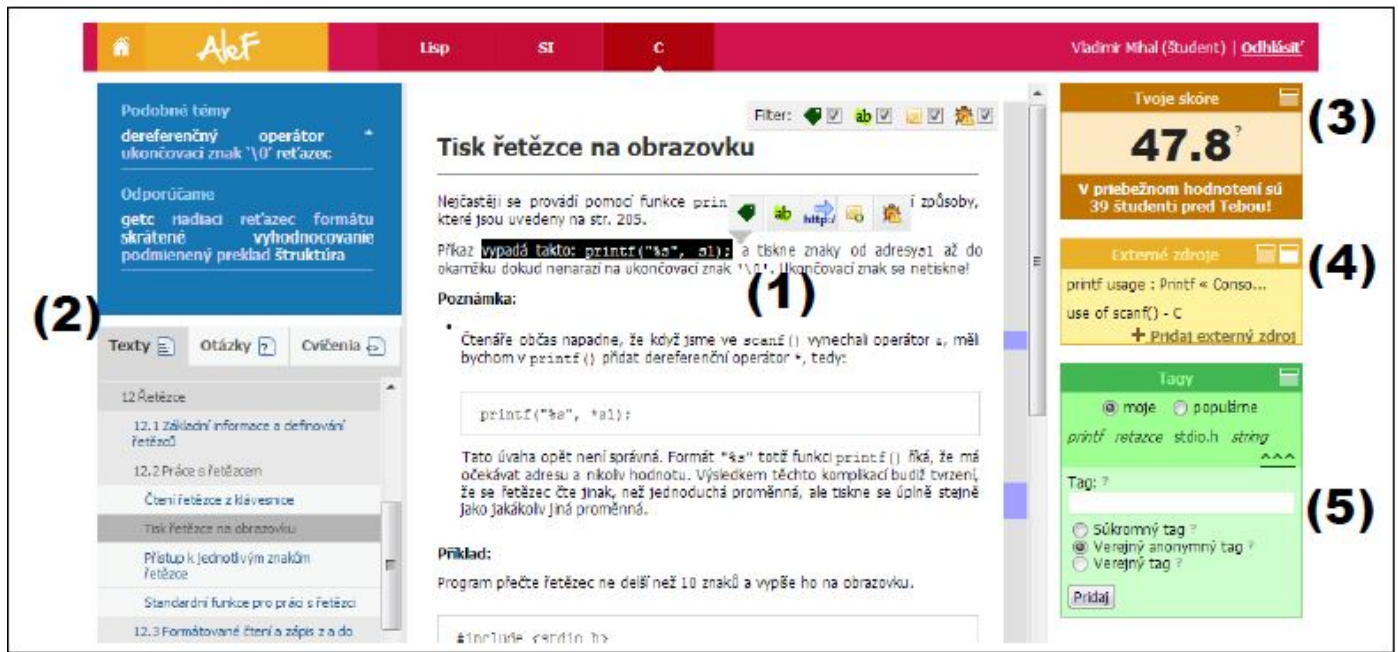 AleF
Lisp SI C
Vladimir Mihal (Študent) | Odhlásiť
Podobné témy
dereferenčný operátor
ukončovací znak '\0' reťazec
Odporúčame
getc riadiaci reťazec formátu
skrátené vyhodnocovanie
podmienený preklad štruktúra
(2)
Texty Otázky ? Cvičenia
12 Řetězce
12.1 Základní informace a definování
řetězců
12.2 Práce s řetězcem
Čtení řetězce z klávesnice
Tisk řetězce na obrazovku
Přístup k jednotlivým znakům
řetězce
Standardní funkce pro práci s řetězci
12.3 Formátované čtení a zápis z a do
Filter: ab
Tisk řetězce na obrazovku
Nejčastěji se provádí pomocí funkce prin í způsoby,
které jsou uvedeny na str. 205.
ab http:/
Příkaz vypadá takto: printf("%s", s1); a tiskne znaky od adresys1 až do
okamžiku dokud nenarazí na ukončovací znak '\0'. Ukončovací znak se netiskne!
(1)
Poznámka:
• Čtenáře občas napadne, že když jsme ve scanf() vynechali operátor &, měli
bychom v printf() přidat dereferenční operátor *, tedy:
printf("%s", *s1);
Tato úvaha opět není správná. Formát "%s" totiž funkci printf() říká, že má
očekávat adresu a nikoliv hodnotu. Výsledkem těchto komplikací budiž tvrzení,
že se řetězec čte jinak, než jednoduchá proměnná, ale tiskne se úplně stejně
jako jakákoliv jiná proměnná.
Příklad:
Program přečte řetězec ne delší než 10 znaků a vypíše ho na obrazovku.
#include <stdio.h>
Tvoje skóre
(3)
47.8 ?
V priebežnom hodnotení sú
39 študenti pred Tebou!
Externé zdroje
(4)
printf usage : Printf « Conso...
use of scanf() - C
+ Pridaj externý zdroj
Tagy
moje populárne
printf retazce stdio.h string
^^^
Tag: ?
(5)
Súkromný tag ?
Verejný anonymný tag ?
Verejný tag ?
Pridaj